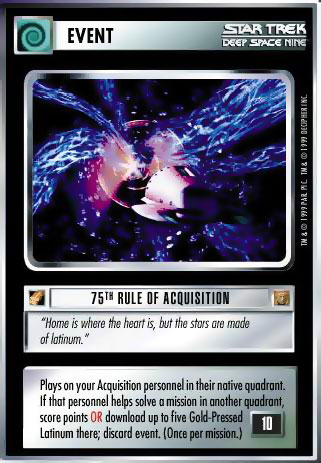 EVENT
STAR TREK
DEEP SPACE NINE
TM & © 1999 PAR. PIC. TM & © 1999 DECIPHER INC.
75TH RULE OF ACQUISITION
"Home is where the heart is, but the stars are made
of latinum."
Plays on your Acquisition personnel in their native quadrant.
If that personnel helps solve a mission in another quadrant,
score points OR download up to five Gold-Pressed
Latinum there; discard event. (Once per mission.)
10